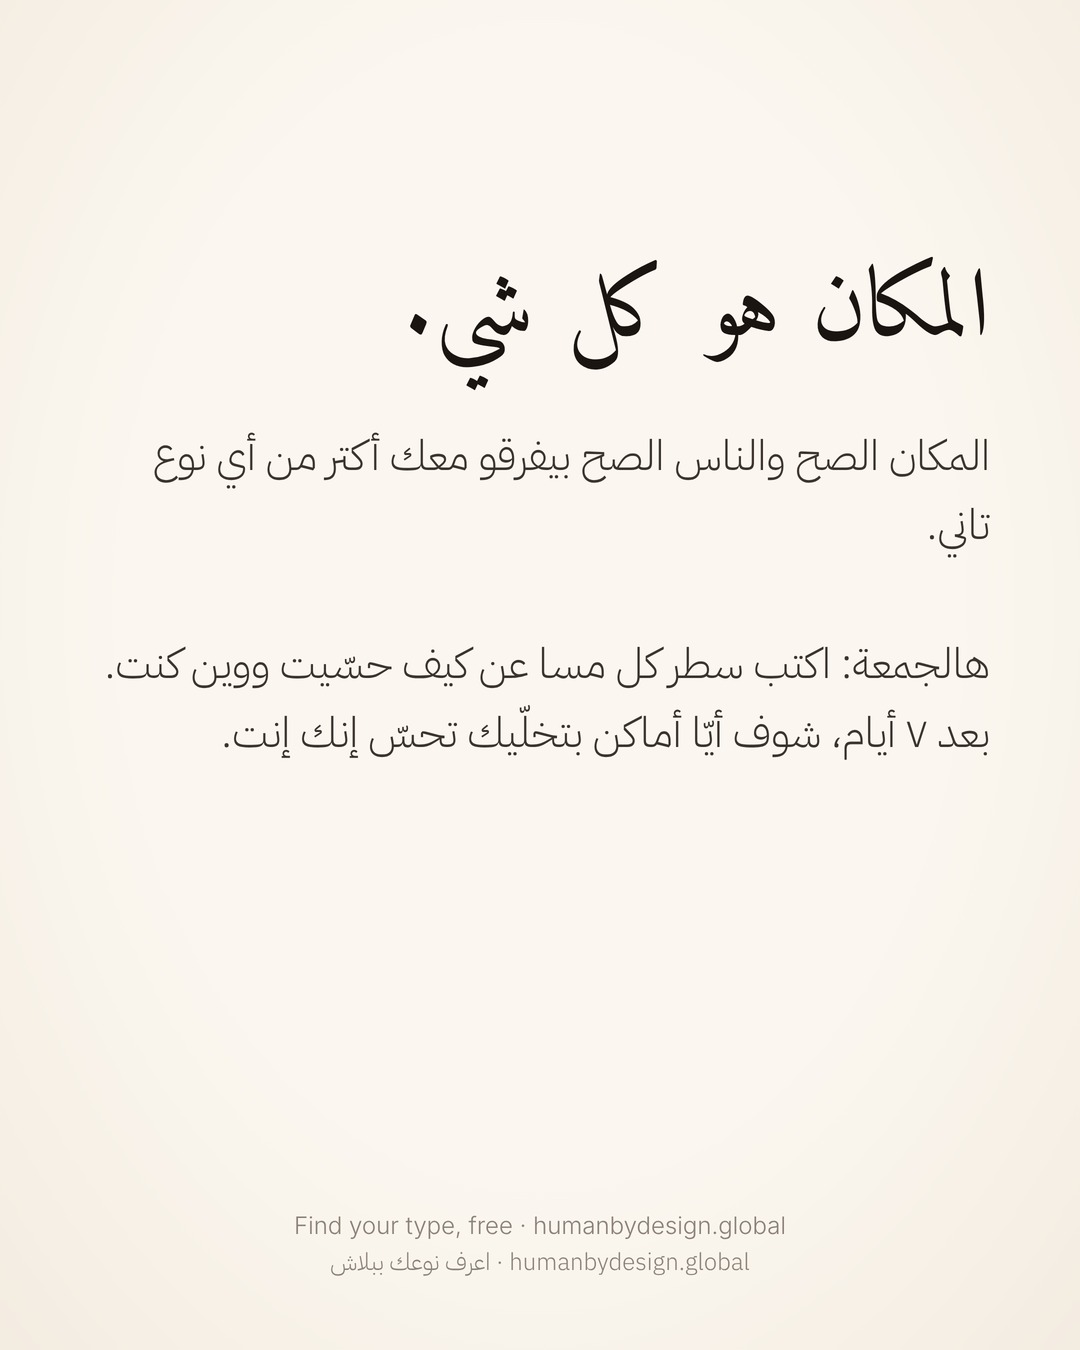 المكان هو كل شي.
المكان الصح والناس الصح بيفرقو معك أكتر من أي نوع
تاني.
هالجمعة: اكتب سطر كل مسا عن كيف حسّيت ووين كنت.
بعد ٧ أيام، شوف أيّا أماكن بتخلّيك تحسّ إنك إنت.
Find your type, free · humanbydesign.global
اعرف نوعك ببلاش · humanbydesign.global